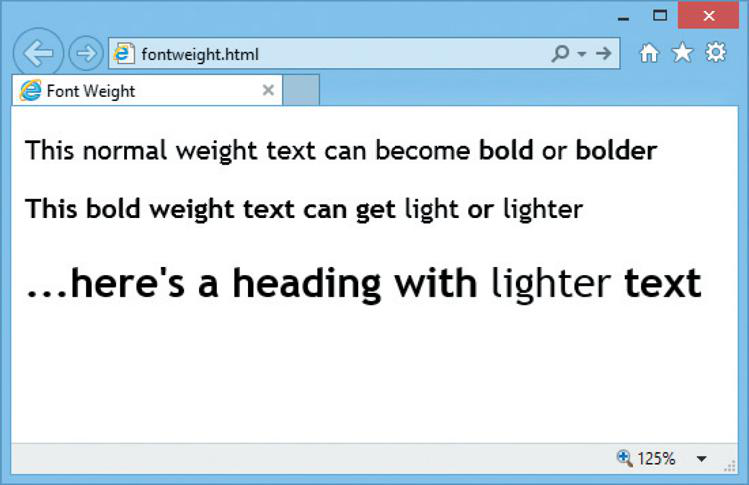 fontweight.html
Font Weight
This normal weight text can become bold or bolder
This bold weight text can get light or lighter
...here's a heading with lighter text
125%